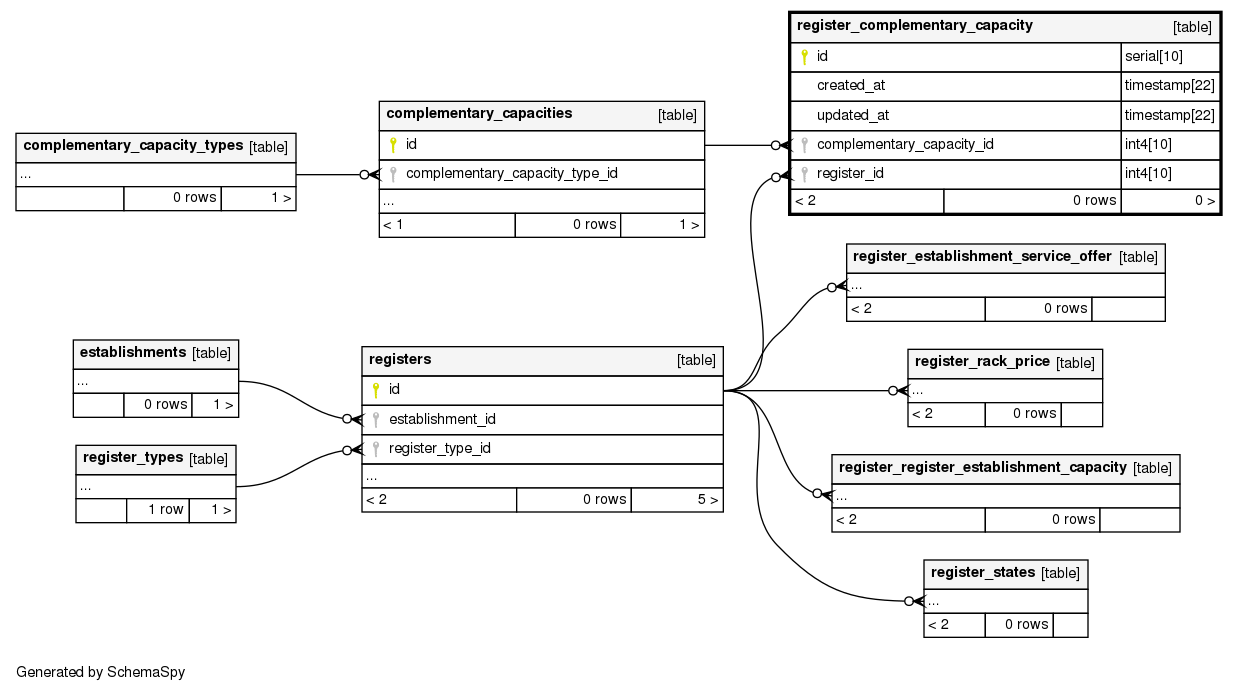 register_complementary_capacity [table]
id serial[10]
created_at timestamp[22]
updated_at timestamp[22]
complementary_capacity_id int4[10]
register_id int4[10]
< 2 0 rows 0 >
complementary_capacities [table]
id
complementary_capacity_type_id
...
< 1 0 rows 1 >
complementary_capacity_types [table]
...
0 rows 1 >
register_establishment_service_offer [table]
...
< 2 0 rows
establishments [table]
...
0 rows 1 >
registers [table]
id
establishment_id
register_type_id
...
< 2 0 rows 5 >
register_rack_price [table]
...
< 2 0 rows
register_types [table]
...
1 row 1 >
register_register_establishment_capacity [table]
...
< 2 0 rows
register_states [table]
...
< 2 0 rows
Generated by SchemaSpy